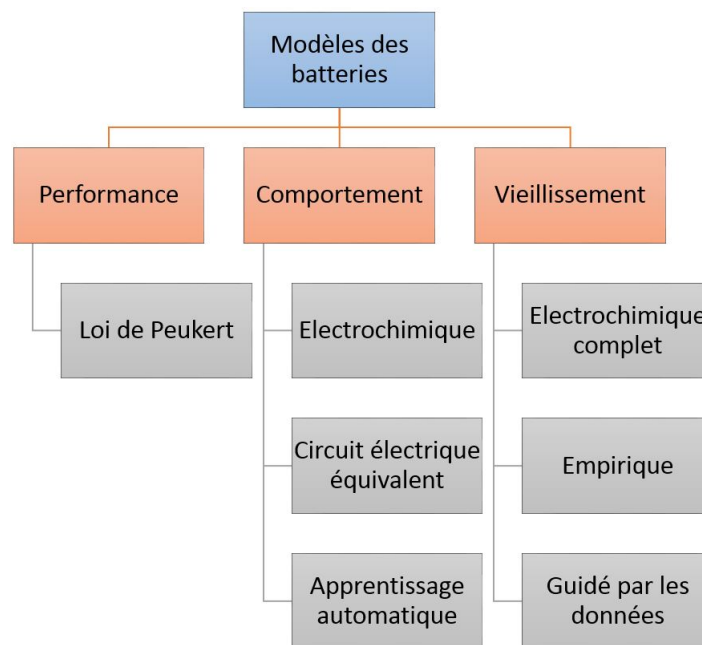 Modèles des
batteries
Performance
Comportement
Vieillissement
Loi de Peukert
Electrochimique
Electrochimique
complet
Circuit électrique
équivalent
Empirique
Apprentissage
automatique
Guidé par les
données